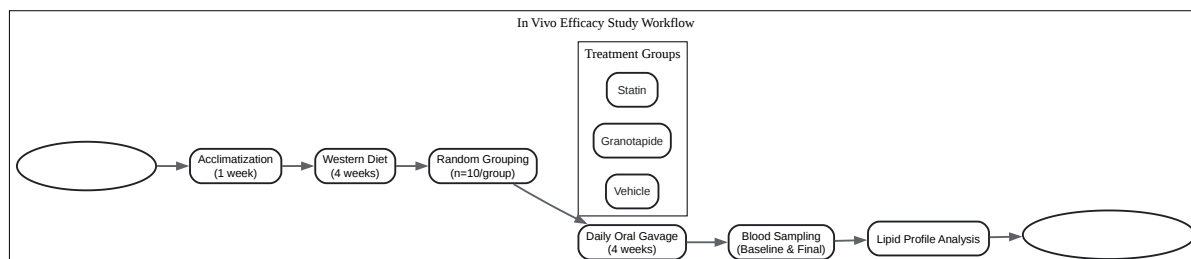 In Vivo Efficacy Study Workflow
Treatment Groups
Statin
Granotapide
Vehicle
Acclimatization
(1 week)
Western Diet
(4 weeks)
Random Grouping
(n=10/group)
Daily Oral Gavage
(4 weeks)
Blood Sampling
(Baseline & Final)
Lipid Profile Analysis